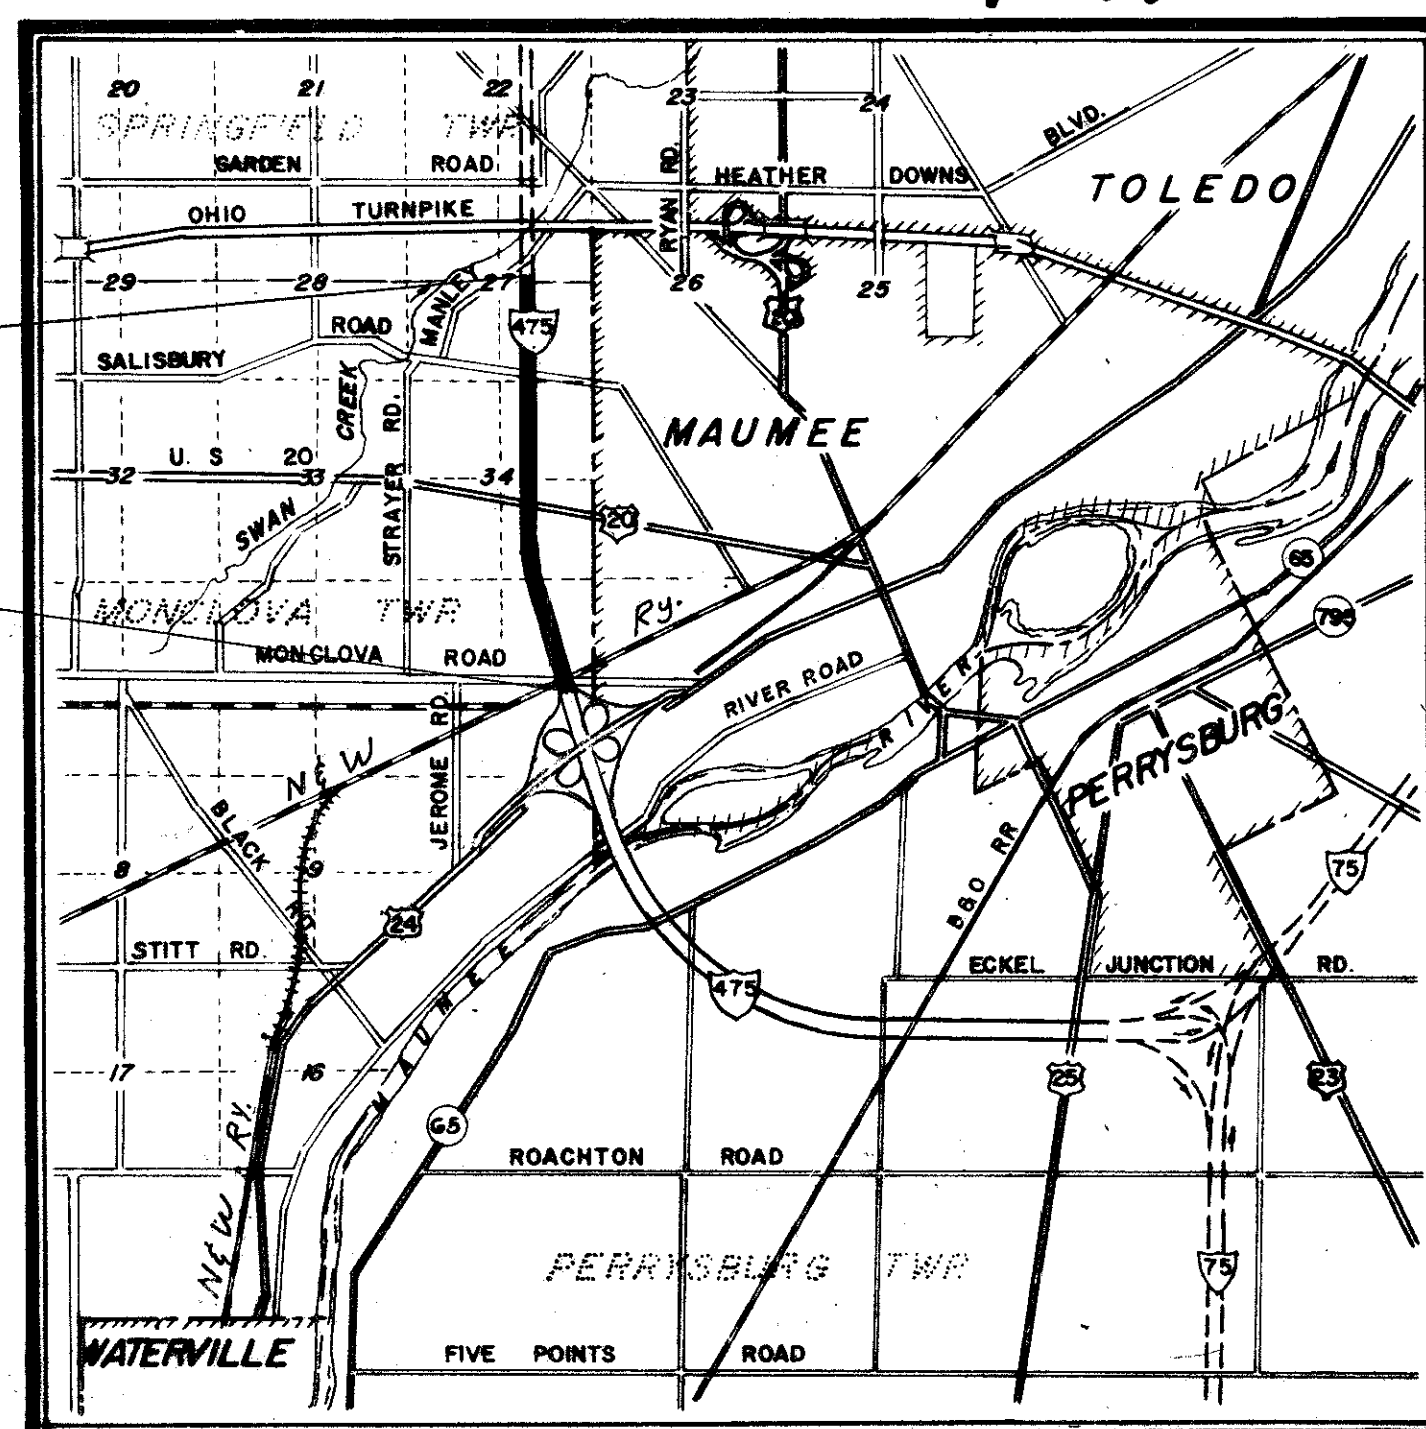 20 21 22 23 24
SPRINGFIELD TWP.
BLVD.
GARDEN ROAD
RYAN RD.
HEATHER DOWNS
TOLEDO
OHIO TURNPIKE
29 28 27 26 25
MANLEY
475
ROAD
SALISBURY
CREEK
STRAYER RD.
MAUMEE
U. S 20
32 33 34
20
SWAN
65
795
MONCLOVA TWP.
RY.
MONCLOVA ROAD
RIVER ROAD
JEROME RD.
RIVER
PERRYSBURG
N W
BLACK
8 9
B&O RR
75
24
STITT RD.
MAUMEE
475
ECKEL JUNCTION RD.
17 16
25
23
65
N&W RY.
ROACHTON ROAD
PERRYSBURG TWP.
75
WATERVILLE
FIVE POINTS ROAD